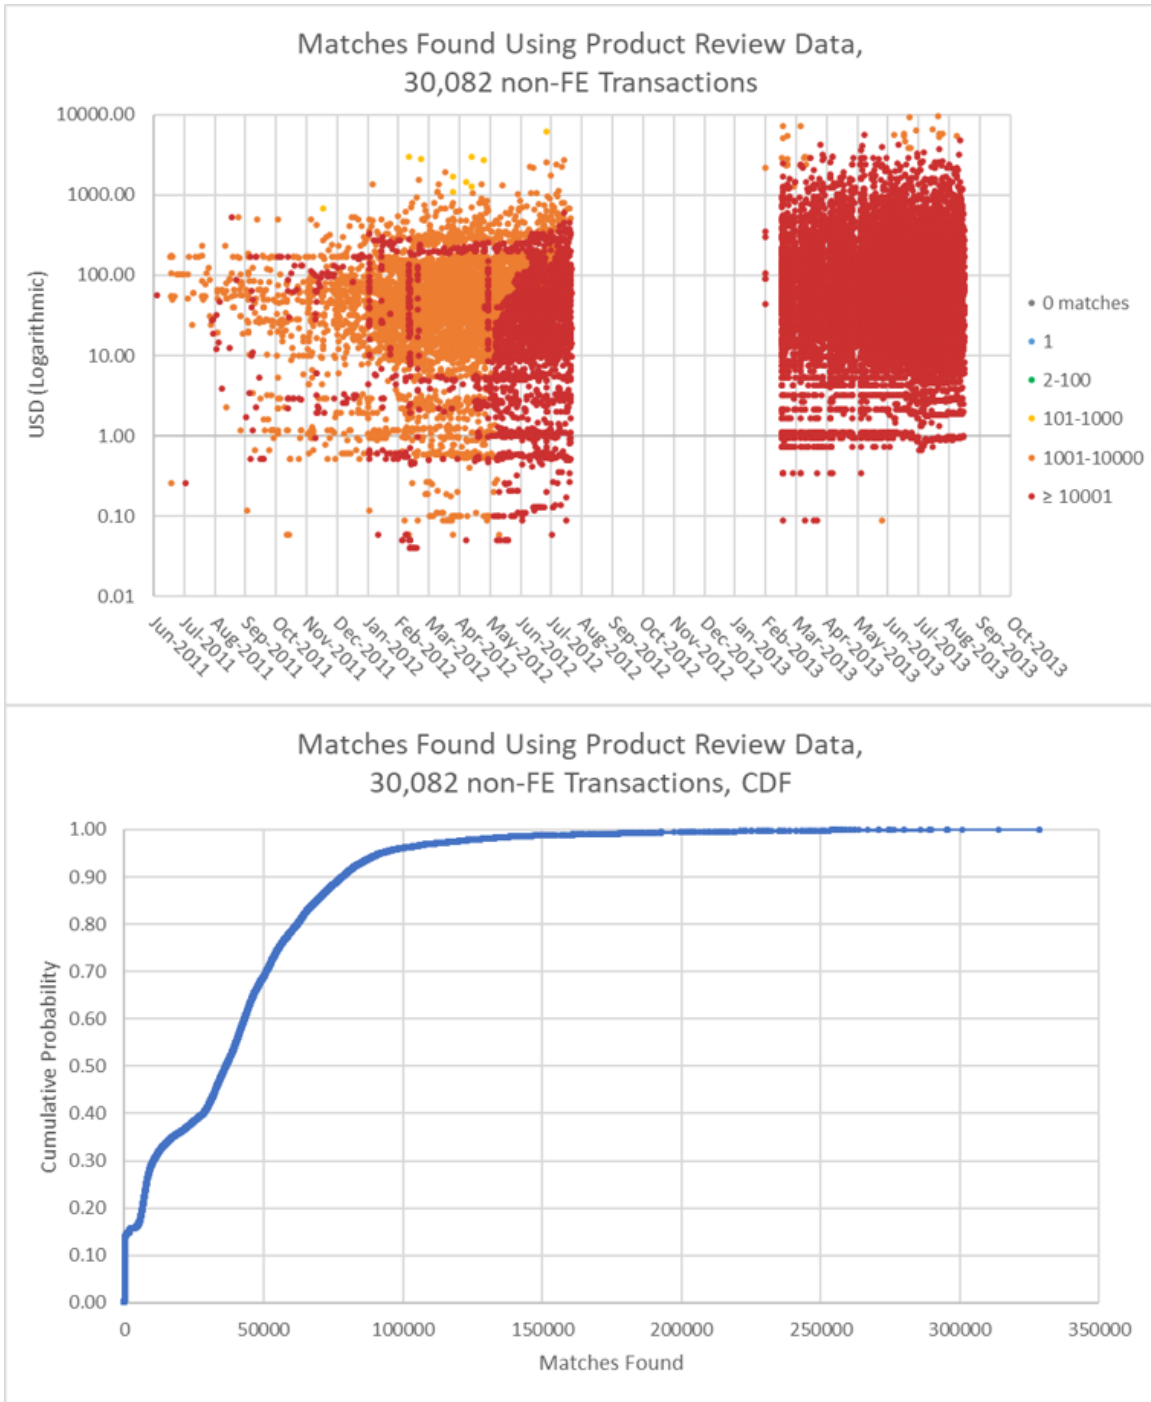 Matches Found Using Product Review Data,
30,082 non-FE Transactions
USD (Logarithmic)
10000.00
1000.00
100.00
10.00
1.00
0.10
0.01
Jun-2011
Jul-2011
Aug-2011
Sep-2011
Oct-2011
Nov-2011
Dec-2011
Jan-2012
Feb-2012
Mar-2012
Apr-2012
May-2012
Jun-2012
Jul-2012
Aug-2012
Sep-2012
Oct-2012
Nov-2012
Dec-2012
Jan-2013
Feb-2013
Mar-2013
Apr-2013
May-2013
Jun-2013
Jul-2013
Aug-2013
Sep-2013
Oct-2013
0 matches
1
2-100
101-1000
1001-10000
≥ 10001
Matches Found Using Product Review Data,
30,082 non-FE Transactions, CDF
Cumulative Probability
1.00
0.90
0.80
0.70
0.60
0.50
0.40
0.30
0.20
0.10
0.00
0
50000
100000
150000
200000
250000
300000
350000
Matches Found